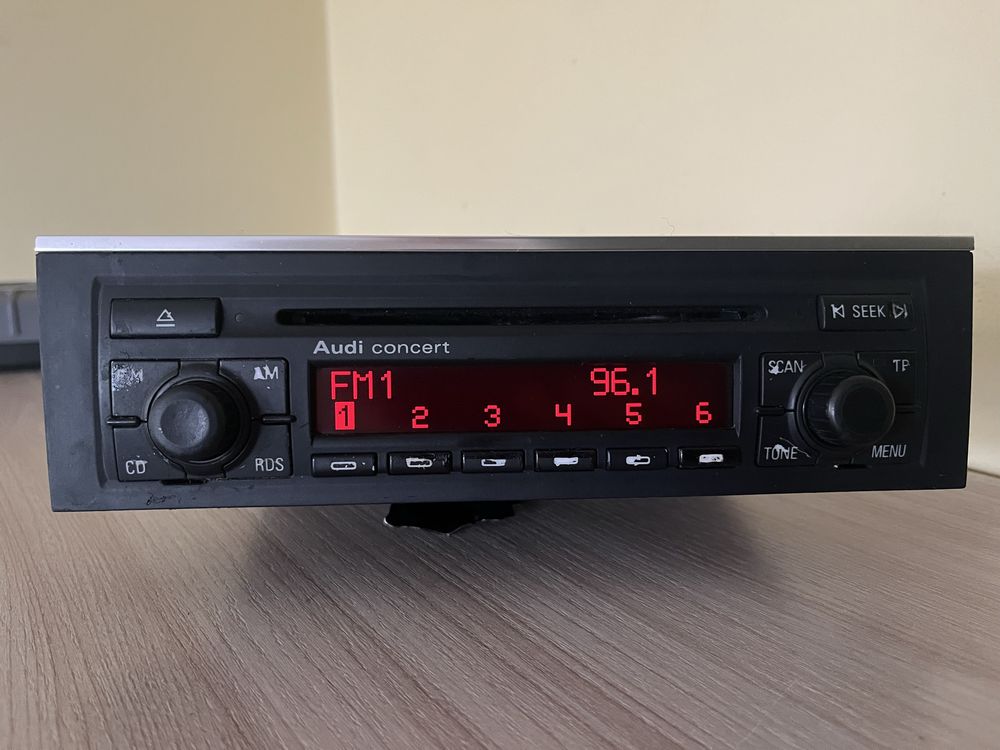 SEEK
Audi concert
FM AM
FM1 96.1
1 2 3 4 5 6
SCAN TP
CD RDS
TONE MENU